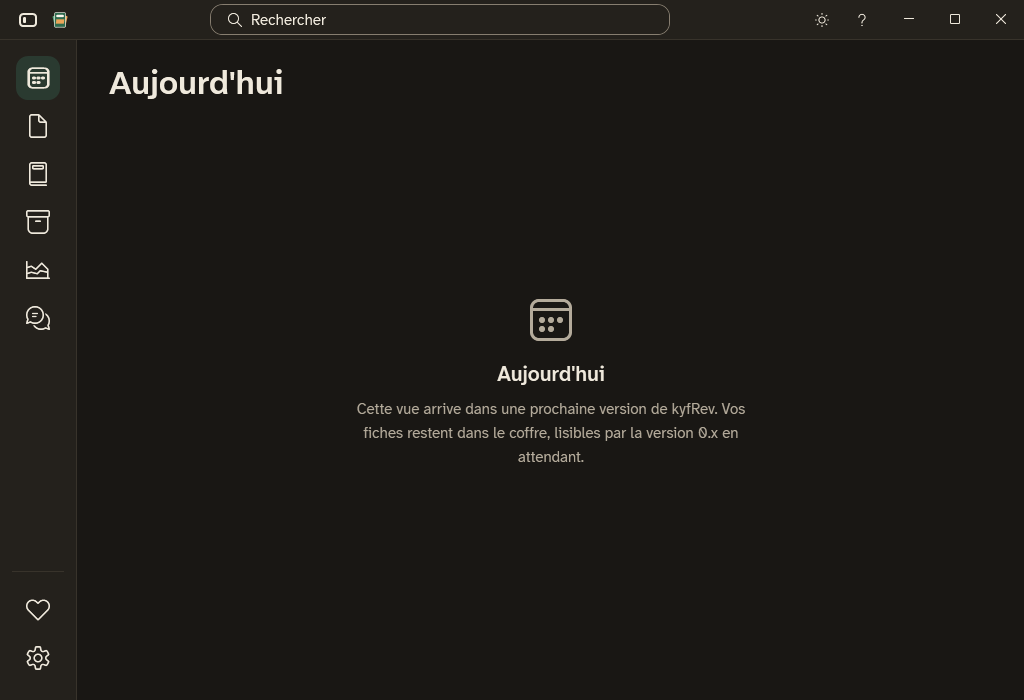 Rechercher
Aujourd'hui
Aujourd'hui
Cette vue arrive dans une prochaine version de kyfRev. Vos
fiches restent dans le coffre, lisibles par la version 0.x en
attendant.